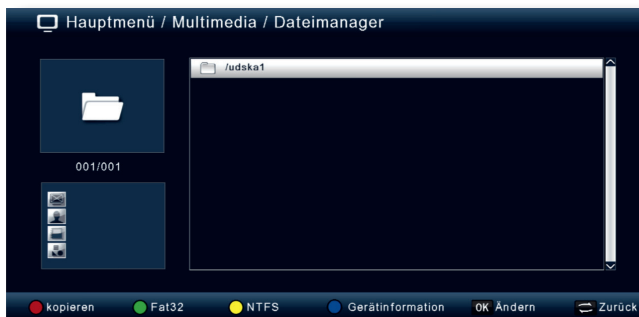 Hauptmenü / Multimedia / Dateimanager
/udska1
001/001
kopieren Fat32 NTFS Gerätinformation OK Ändern Zurück